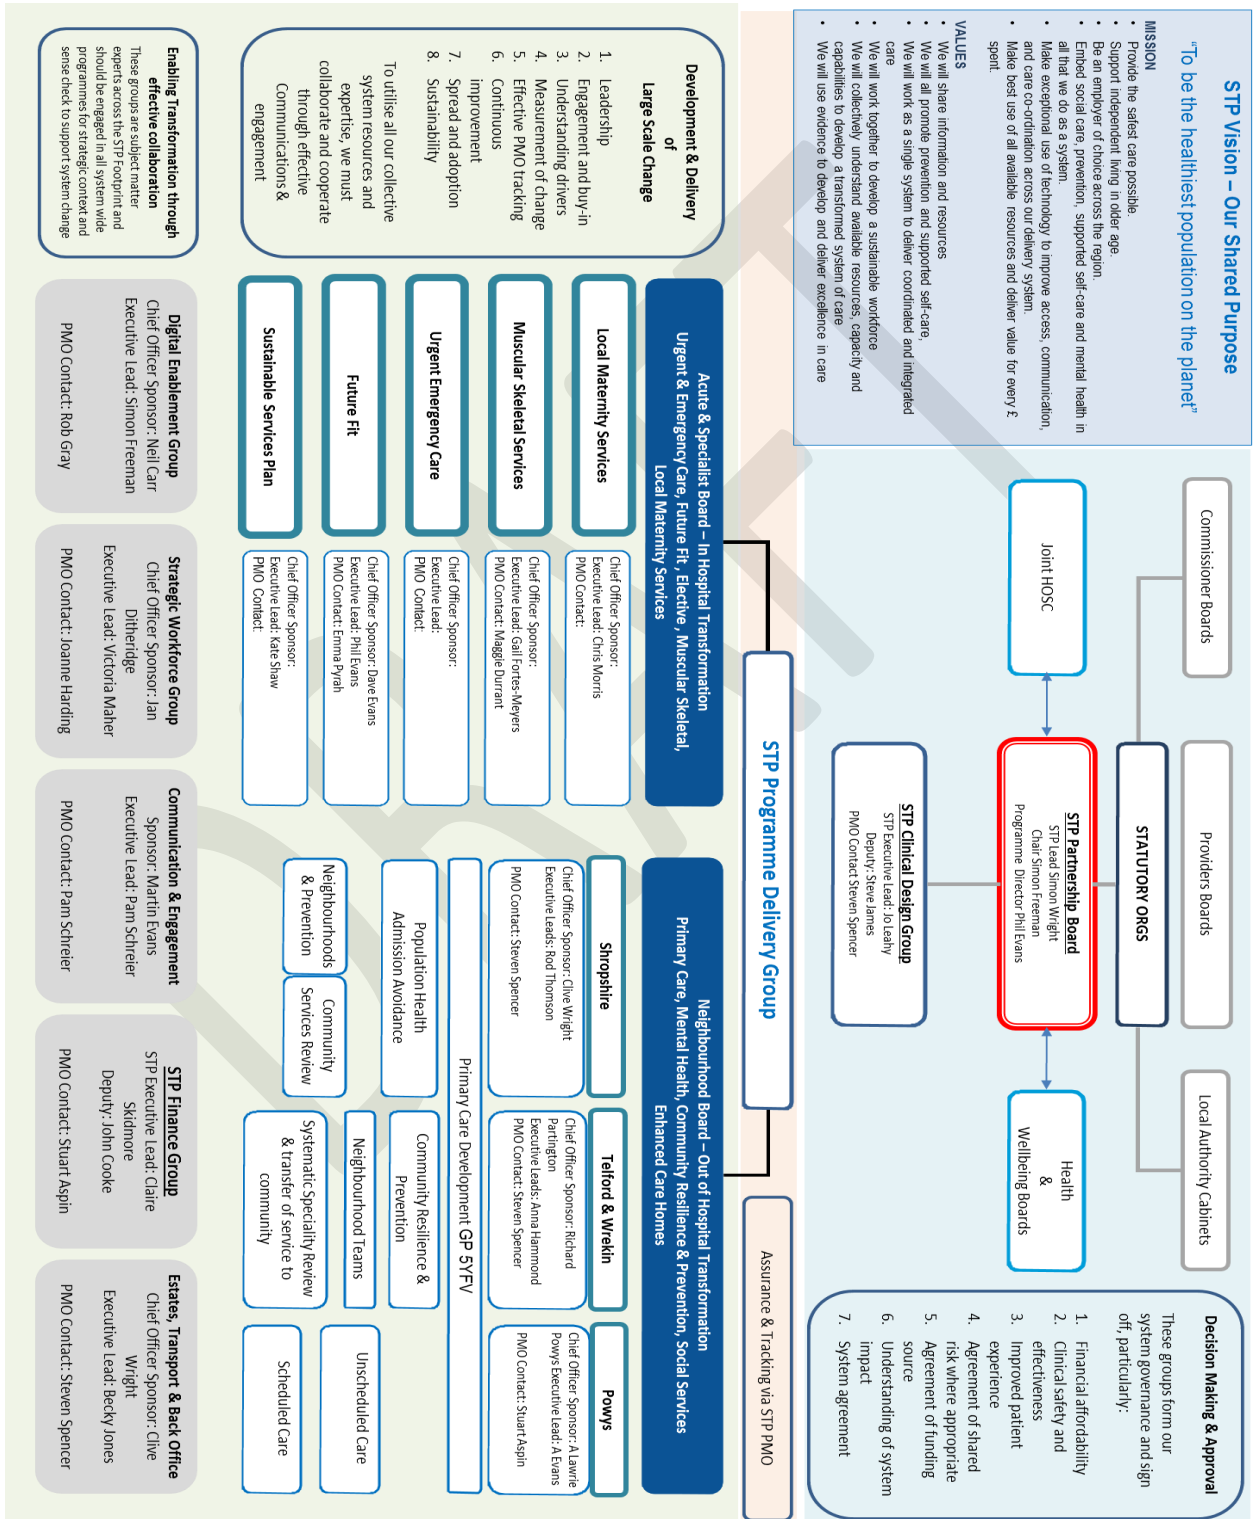 STP Vision – Our Shared Purpose
“To be the healthiest population on the planet”
MISSION
• Provide the safest care possible.
• Support independent living in older age.
• Be an employer of choice across the region.
• Embed social care, prevention, supported self-care and mental health in
all that we do as a system.
• Make exceptional use of technology to improve access, communication,
and care co-ordination across our delivery system.
• Make best use of all available resources and deliver value for every £
spent.
VALUES
• We will share information and resources
• We will all promote prevention and supported self-care,
• We will work as a single system to deliver coordinated and integrated
care
• We will work together to develop a sustainable workforce
• We will collectively understand available resources, capacity and
capabilities to develop a transformed system of care
• We will use evidence to develop and deliver excellence in care
Commissioner Boards
Providers Boards
Local Authority Cabinets
STATUTORY ORGS
Joint HOSC
STP Partnership Board
STP Lead Simon Wright
Chair Simon Freeman
Programme Director Phil Evans
Health
&
Wellbeing Boards
STP Clinical Design Group
STP Executive Lead: Jo Leahy
Deputy: Steve James
PMO Contact Steven Spencer
Decision Making & Approval
These groups form our
system governance and sign
off, particularly:
1. Financial affordability
2. Clinical safety and
effectiveness
3. Improved patient
experience
4. Agreement of shared
risk where appropriate
5. Agreement of funding
source
6. Understanding of system
impact
7. System agreement
STP Programme Delivery Group
Assurance & Tracking via STP PMO
Development & Delivery
of
Large Scale Change
1. Leadership
2. Engagement and buy-in
3. Understanding drivers
4. Measurement of change
5. Effective PMO tracking
6. Continuous
improvement
7. Spread and adoption
8. Sustainability
To utilise all our collective
system resources and
expertise, we must
collaborate and cooperate
through effective
Communications &
engagement
Acute & Specialist Board – In Hospital Transformation
Urgent & Emergency Care, Future Fit , Elective , Muscular Skeletal,
Local Maternity Services
Local Maternity Services
Chief Officer Sponsor:
Executive Lead: Chris Morris
PMO Contact:
Muscular Skeletal Services
Chief Officer Sponsor:
Executive Lead: Gail Fortes-Meyers
PMO Contact: Maggie Durrant
Urgent Emergency Care
Chief Officer Sponsor:
Executive Lead:
PMO Contact:
Future Fit
Chief Officer Sponsor: Dave Evans
Executive Lead: Phil Evans
PMO Contact: Emma Pyrah
Sustainable Services Plan
Chief Officer Sponsor:
Executive Lead: Kate Shaw
PMO Contact:
Neighbourhood Board – Out of Hospital Transformation
Primary Care, Mental Health, Community Resilience & Prevention, Social Services
Enhanced Care Homes
Shropshire
Chief Officer Sponsor: Clive Wright
Executive Leads: Rod Thomson
PMO Contact: Steven Spencer
Telford & Wrekin
Chief Officer Sponsor: Richard
Partington
Executive Leads: Anna Hammond
PMO Contact: Steven Spencer
Powys
Chief Officer Sponsor: A Lawrie
Powys Executive Lead: A Evans
PMO Contact: Stuart Aspin
Primary Care Development GP 5YFV
Population Health
Admission Avoidance
Community Resilience &
Prevention
Unscheduled Care
Neighbourhoods
& Prevention
Community
Services Review
Neighbourhood Teams
Systematic Speciality Review
& transfer of service to
community
Scheduled Care
Enabling Transformation through
effective collaboration
These groups are subject matter
experts across the STP Footprint and
should be engaged in all system wide
programmes for strategic context and
sense check to support system change
Digital Enablement Group
Chief Officer Sponsor: Neil Carr
Executive Lead: Simon Freeman
PMO Contact: Rob Gray
Strategic Workforce Group
Chief Officer Sponsor: Jan
Ditheridge
Executive Lead: Victoria Maher
PMO Contact: Joanne Harding
Communication & Engagement
Sponsor: Martin Evans
Executive Lead: Pam Schreier
PMO Contact: Pam Schreier
STP Finance Group
STP Executive Lead: Claire
Skidmore
Deputy: John Cooke
PMO Contact: Stuart Aspin
Estates, Transport & Back Office
Chief Officer Sponsor: Clive
Wright
Executive Lead: Becky Jones
PMO Contact: Steven Spencer
DRAFT